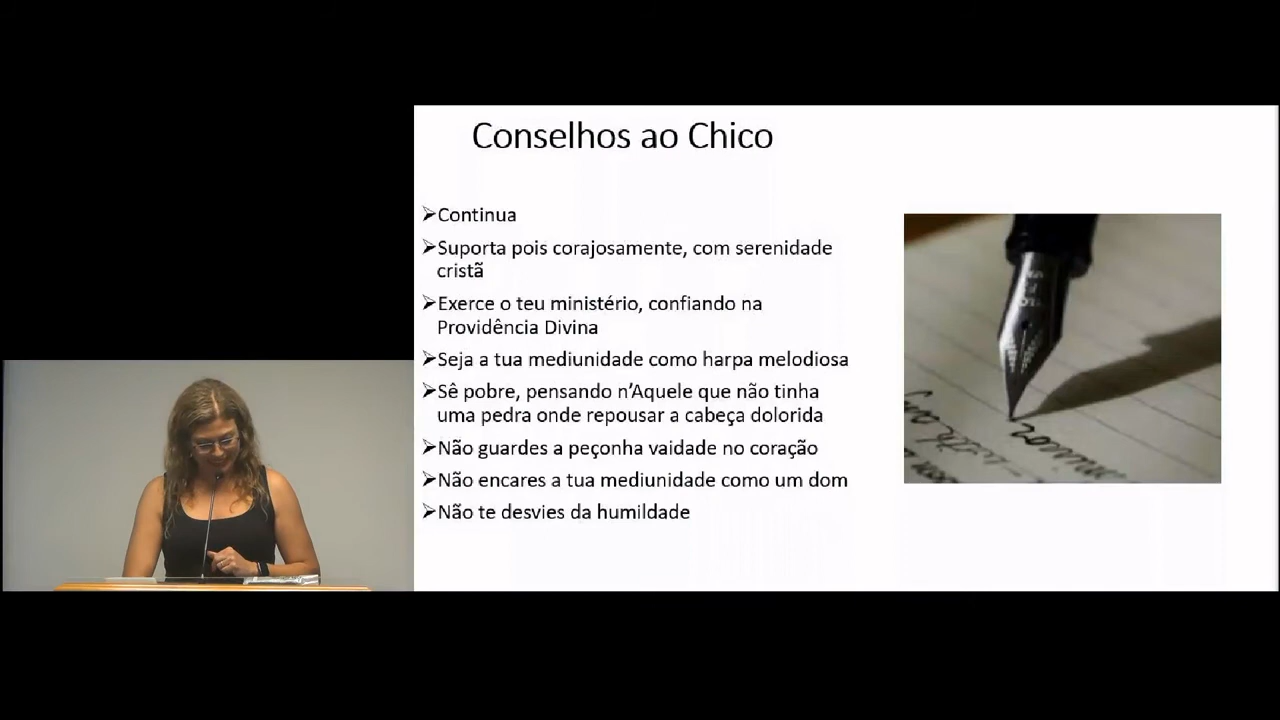 Conselhos ao Chico
➢Continua
➢Suporta pois corajosamente, com serenidade
cristã
➢Exerce o teu ministério, confiando na
Providência Divina
➢Seja a tua mediunidade como harpa melodiosa
➢Sê pobre, pensando n’Aquele que não tinha
uma pedra onde repousar a cabeça dolorida
➢Não guardes a peçonha vaidade no coração
➢Não encares a tua mediunidade como um dom
➢Não te desvies da humildade